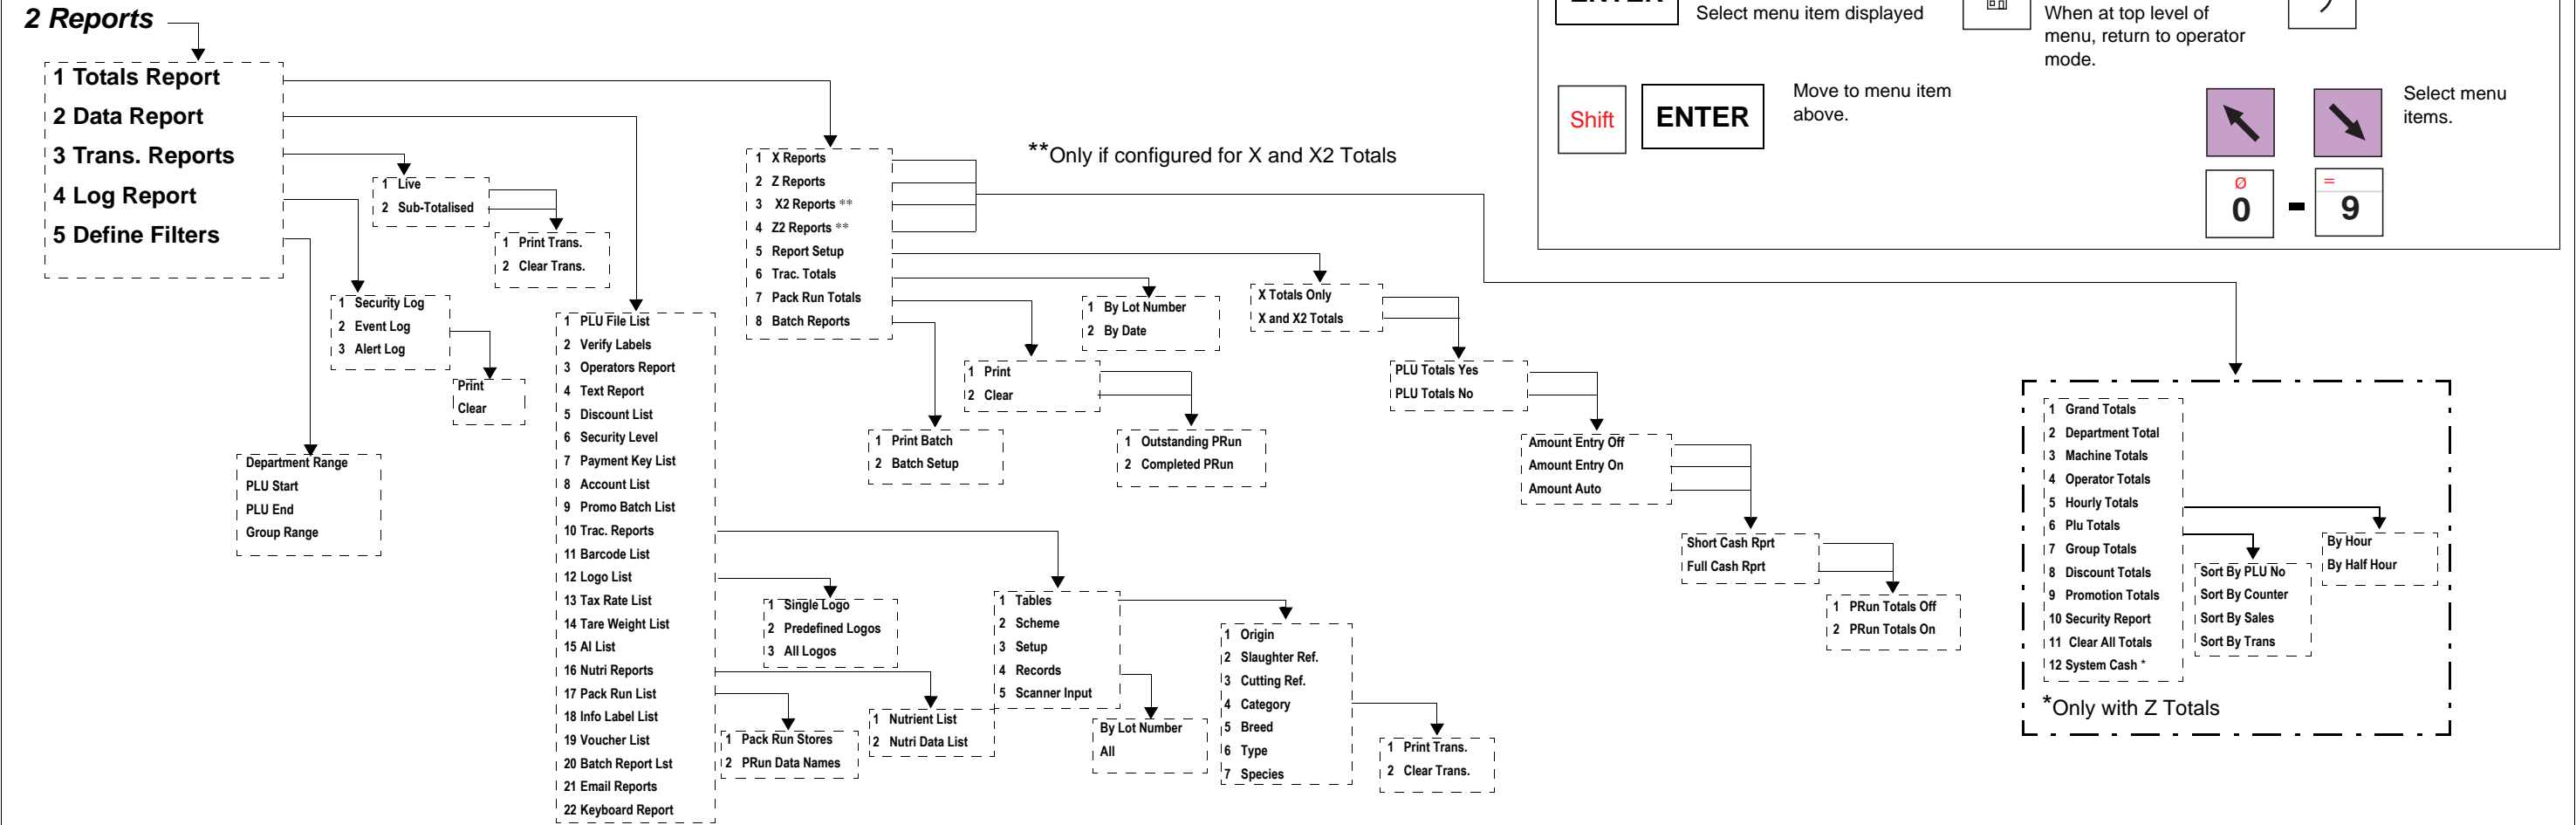 2 Reports
1 Totals Report
2 Data Report
3 Trans. Reports
4 Log Report
5 Define Filters
1 Live
2 Sub-Totalised
1 Print Trans.
2 Clear Trans.
1 Security Log
2 Event Log
3 Alert Log
Print
Clear
Department Range
PLU Start
PLU End
Group Range
1 PLU File List
2 Verify Labels
3 Operators Report
4 Text Report
5 Discount List
6 Security Level
7 Payment Key List
8 Account List
9 Promo Batch List
10 Trac. Reports
11 Barcode List
12 Logo List
13 Tax Rate List
14 Tare Weight List
15 AI List
16 Nutri Reports
17 Pack Run List
18 Info Label List
19 Voucher List
20 Batch Report Lst
21 Email Reports
22 Keyboard Report
1 Single Logo
2 Predefined Logos
3 All Logos
1 Pack Run Stores
2 PRun Data Names
1 Nutrient List
2 Nutri Data List
1 Tables
2 Scheme
3 Setup
4 Records
5 Scanner Input
By Lot Number
All
1 Origin
2 Slaughter Ref.
3 Cutting Ref.
4 Category
5 Breed
6 Type
7 Species
1 Print Trans.
2 Clear Trans.
1 X Reports
2 Z Reports
3 X2 Reports **
4 Z2 Reports **
5 Report Setup
6 Trac. Totals
7 Pack Run Totals
8 Batch Reports
**Only if configured for X and X2 Totals
1 By Lot Number
2 By Date
1 Print
2 Clear
1 Outstanding PRun
2 Completed PRun
1 Print Batch
2 Batch Setup
X Totals Only
X and X2 Totals
PLU Totals Yes
PLU Totals No
Amount Entry Off
Amount Entry On
Amount Auto
Short Cash Rprt
Full Cash Rprt
1 PRun Totals Off
2 PRun Totals On
1 Grand Totals
2 Department Total
3 Machine Totals
4 Operator Totals
5 Hourly Totals
6 Plu Totals
7 Group Totals
8 Discount Totals
9 Promotion Totals
10 Security Report
11 Clear All Totals
12 System Cash *
*Only with Z Totals
Sort By PLU No
Sort By Counter
Sort By Sales
Sort By Trans
By Hour
By Half Hour
ENTER
Select menu item displayed
When at top level of
menu, return to operator
mode.
Shift
ENTER
Move to menu item
above.
Select menu
items.
Ø
0
-
=
9